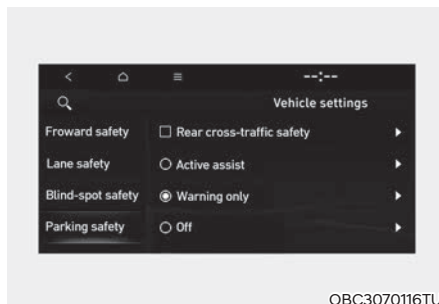 --:--
Vehicle settings
Froward safety
Rear cross-traffic safety
Lane safety
Active assist
Blind-spot safety
Warning only
Parking safety
Off
OBC3070116TU